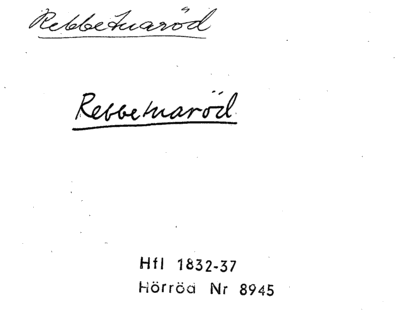 Rebbetuaröd
Rebbetuaröd
Hfl 1832-37
Hörröd Nr 8945